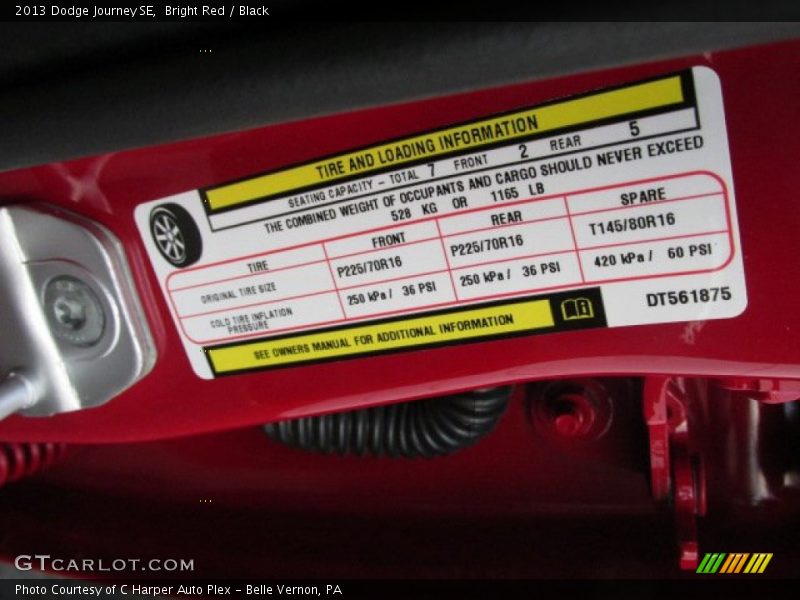 2013 Dodge Journey SE,  Bright Red / Black
TIRE AND LOADING INFORMATION
SEATING CAPACITY - TOTAL 7 FRONT 2 REAR 5
THE COMBINED WEIGHT OF OCCUPANTS AND CARGO SHOULD NEVER EXCEED
528 KG OR 1165 LB
TIRE FRONT REAR SPARE
ORIGINAL TIRE SIZE P225/70R16 P225/70R16 T145/80R16
COLD TIRE INFLATION PRESSURE 250 kPa / 36 PSI 250 kPa / 36 PSI 420 kPa / 60 PSI
SEE OWNERS MANUAL FOR ADDITIONAL INFORMATION
DT561875
GTCARLOT.COM
Photo Courtesy of C Harper Auto Plex - Belle Vernon, PA